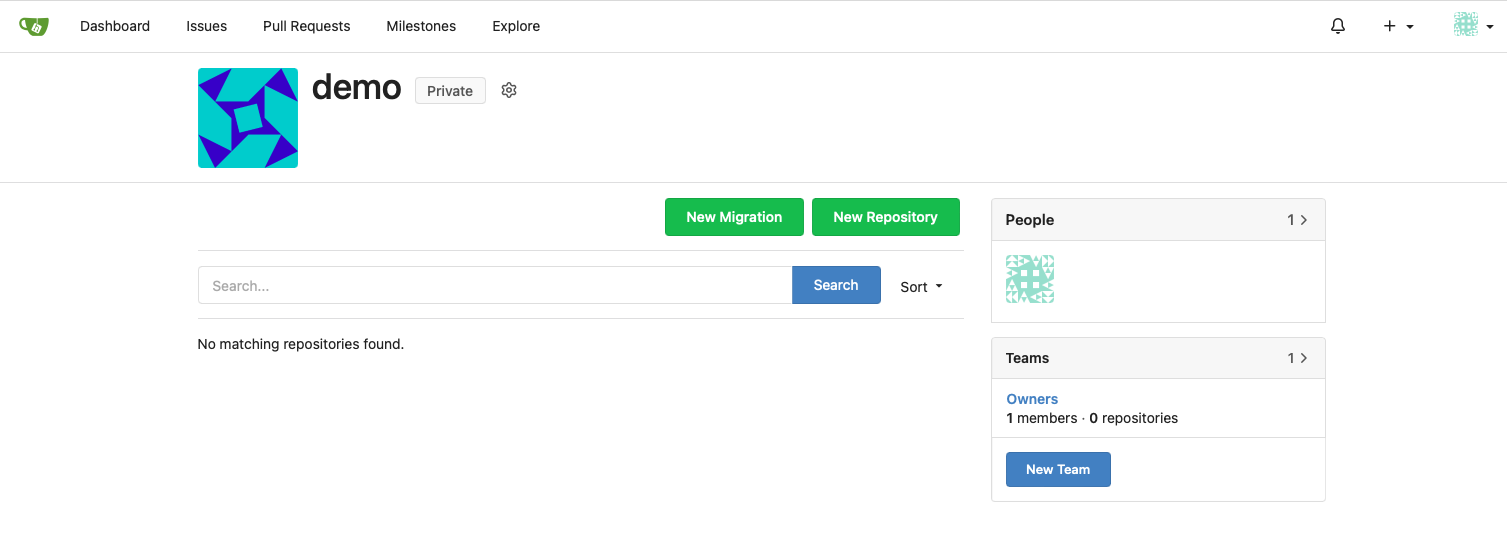 Dashboard Issues Pull Requests Milestones Explore
demo Private
New Migration New Repository
Search... Search Sort
No matching repositories found.
People 1
Teams 1
Owners
1 members · 0 repositories
New Team